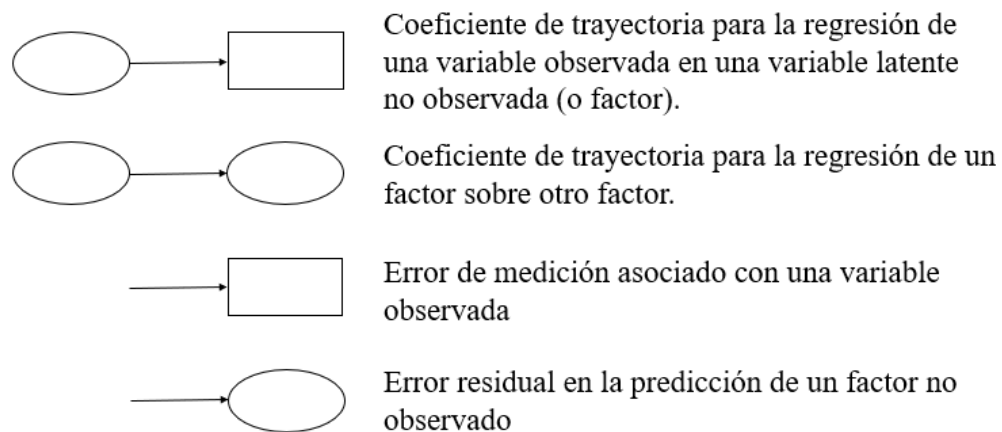 Coeficiente de trayectoria para la regresión de
una variable observada en una variable latente
no observada (o factor).
Coeficiente de trayectoria para la regresión de un
factor sobre otro factor.
Error de medición asociado con una variable
observada
Error residual en la predicción de un factor no
observado